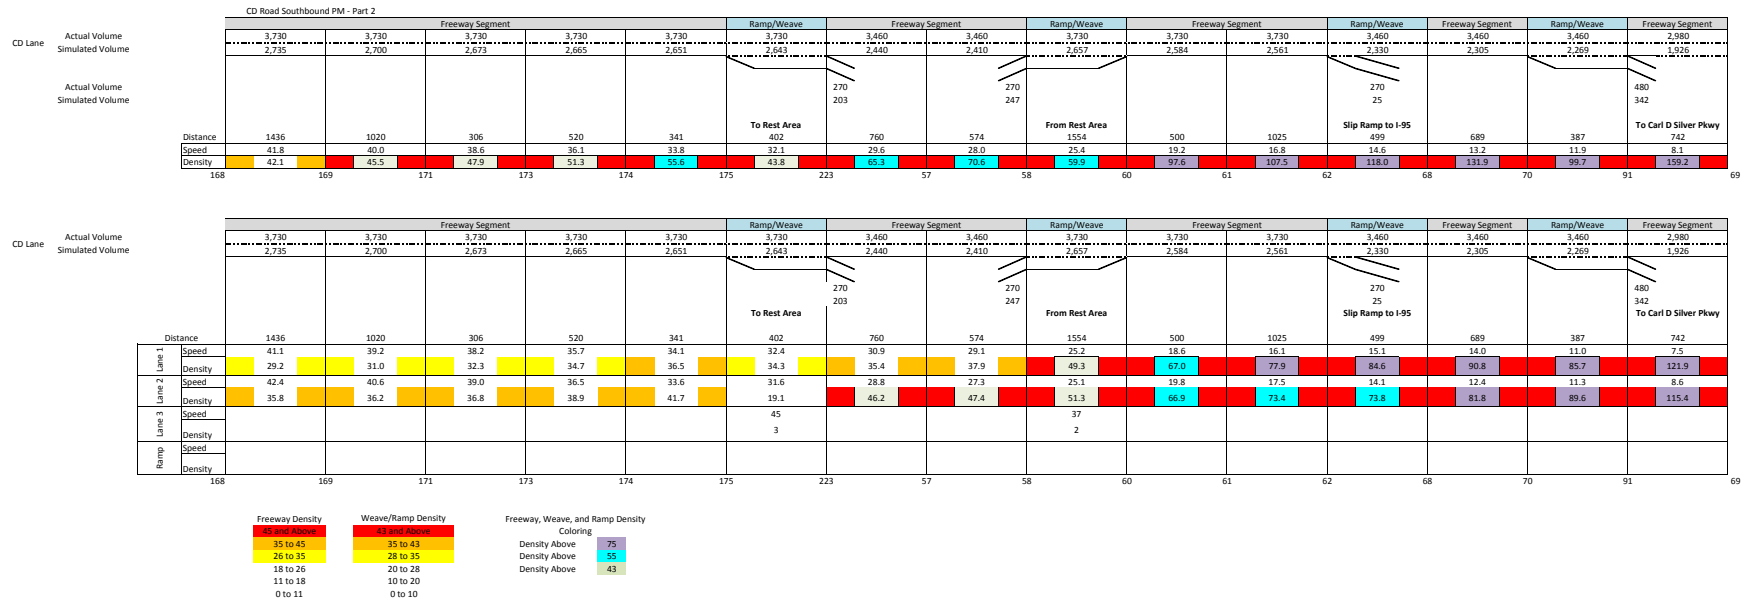 CD Road Southbound PM - Part 2
Freeway Segment Ramp/Weave Freeway Segment Ramp/Weave Freeway Segment Ramp/Weave Freeway Segment Ramp/Weave Freeway Segment
Actual Volume 3,730 3,730 3,730 3,730 3,730 3,730 3,460 3,460 3,730 3,730 3,730 3,460 3,460 3,460 2,980
CD Lane
Simulated Volume 2,735 2,700 2,673 2,665 2,651 2,643 2,440 2,410 2,657 2,584 2,561 2,330 2,305 2,269 1,926
Actual Volume 270 270 270 480
Simulated Volume 203 247 25 342
To Rest Area From Rest Area Slip Ramp to I-95 To Carl D Silver Pkwy
Distance 1436 1020 306 520 341 402 760 574 1554 500 1025 499 689 387 742
Speed 41.8 40.0 38.6 36.1 33.8 32.1 29.6 28.0 25.4 19.2 16.8 14.6 13.2 11.9 8.1
Density 42.1 45.5 47.9 51.3 55.6 43.8 65.3 70.6 59.9 97.6 107.5 118.0 131.9 99.7 159.2
168 169 171 173 174 175 223 57 58 60 61 62 68 70 91 69
Freeway Segment Ramp/Weave Freeway Segment Ramp/Weave Freeway Segment Ramp/Weave Freeway Segment Ramp/Weave Freeway Segment
Actual Volume 3,730 3,730 3,730 3,730 3,730 3,730 3,460 3,460 3,730 3,730 3,730 3,460 3,460 3,460 2,980
CD Lane
Simulated Volume 2,735 2,700 2,673 2,665 2,651 2,643 2,440 2,410 2,657 2,584 2,561 2,330 2,305 2,269 1,926
270 270 270 480
203 247 25 342
To Rest Area From Rest Area Slip Ramp to I-95 To Carl D Silver Pkwy
Distance 1436 1020 306 520 341 402 760 574 1554 500 1025 499 689 387 742
Lane 1
Speed 41.1 39.2 38.2 35.7 34.1 32.4 30.9 29.1 25.2 18.6 16.1 15.1 14.0 11.0 7.5
Density 29.2 31.0 32.3 34.7 36.5 34.3 35.4 37.9 49.3 67.0 77.9 84.6 90.8 85.7 121.9
Lane 2
Speed 42.4 40.6 39.0 36.5 33.6 31.6 28.8 27.3 25.1 19.8 17.5 14.1 12.4 11.3 8.6
Density 35.8 36.2 36.8 38.9 41.7 19.1 46.2 47.4 51.3 66.9 73.4 73.8 81.8 89.6 115.4
Lane 3
Speed 45 37
Density 3 2
Ramp
Speed
Density
168 169 171 173 174 175 223 57 58 60 61 62 68 70 91 69
Freeway Density Weave/Ramp Density Freeway, Weave, and Ramp Density
45 and Above 43 and Above Coloring
35 to 45 35 to 43 Density Above 75
26 to 35 28 to 35 Density Above 55
18 to 26 20 to 28 Density Above 43
11 to 18 10 to 20
0 to 11 0 to 10